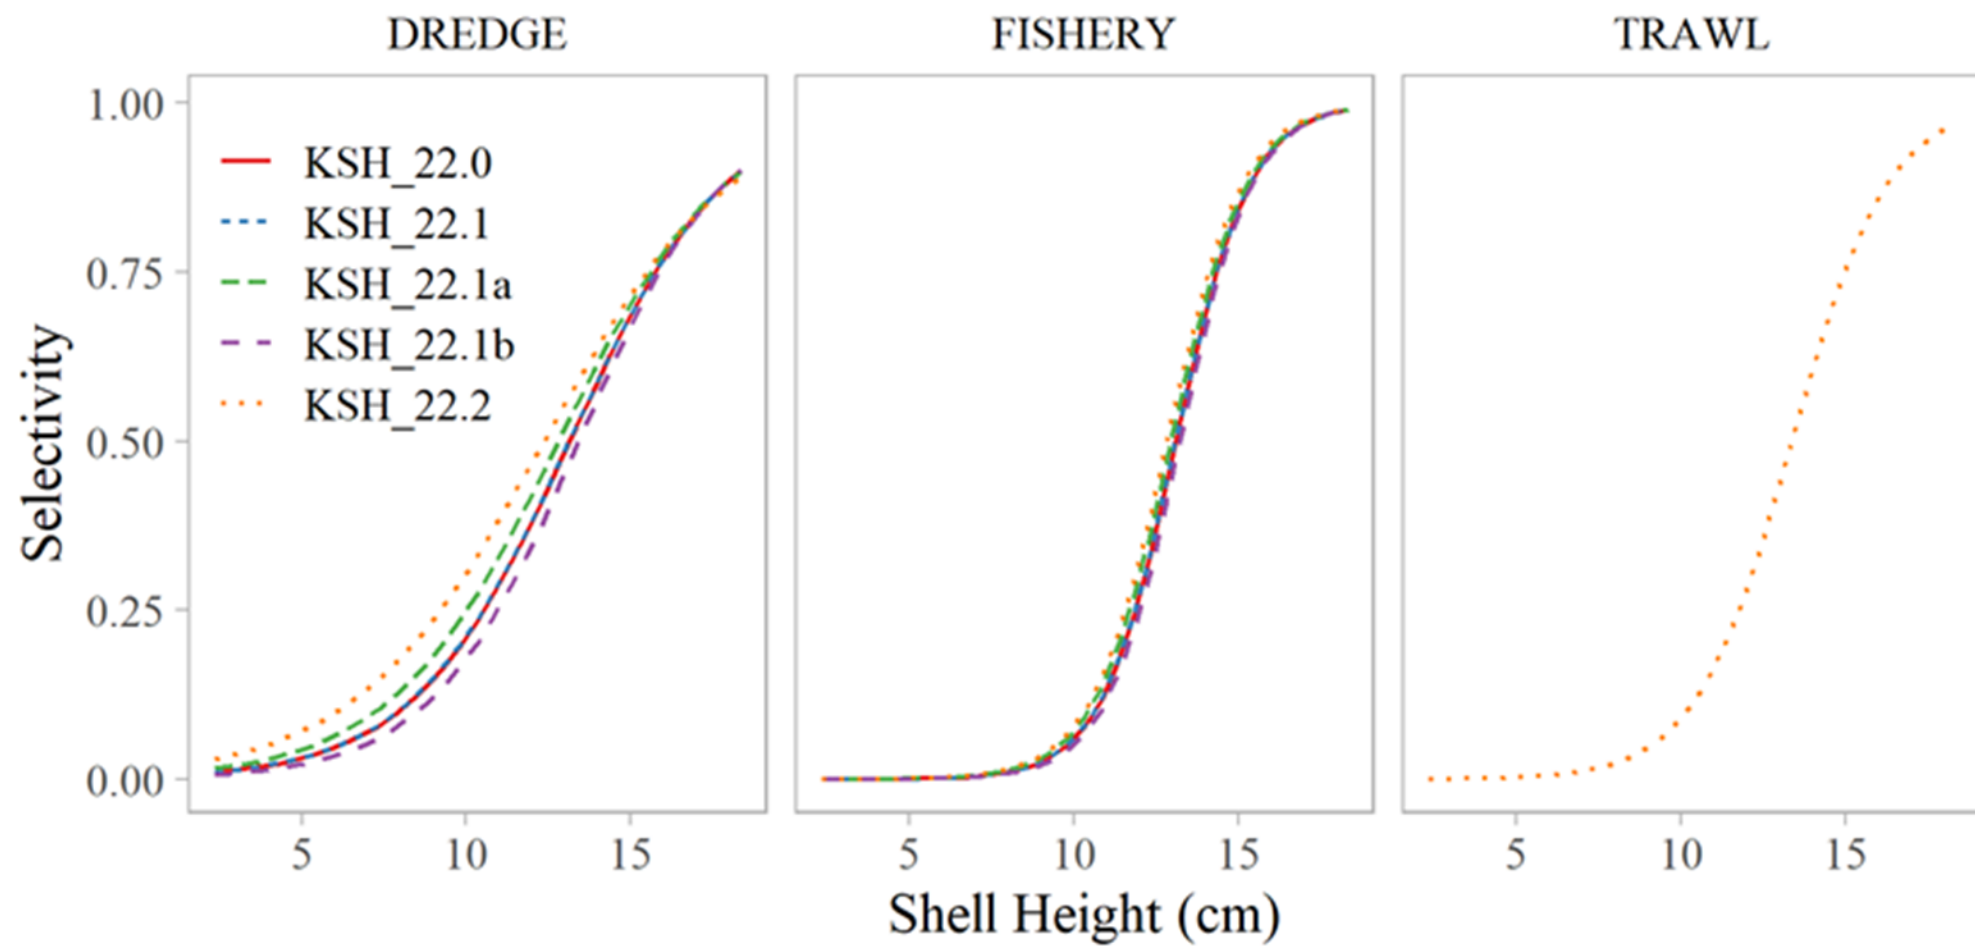 DREDGE
FISHERY
TRAWL
1.00
0.75
0.50
0.25
0.00
Selectivity
KSH_22.0
KSH_22.1
KSH_22.1a
KSH_22.1b
KSH_22.2
5 10 15
5 10 15
5 10 15
Shell Height (cm)